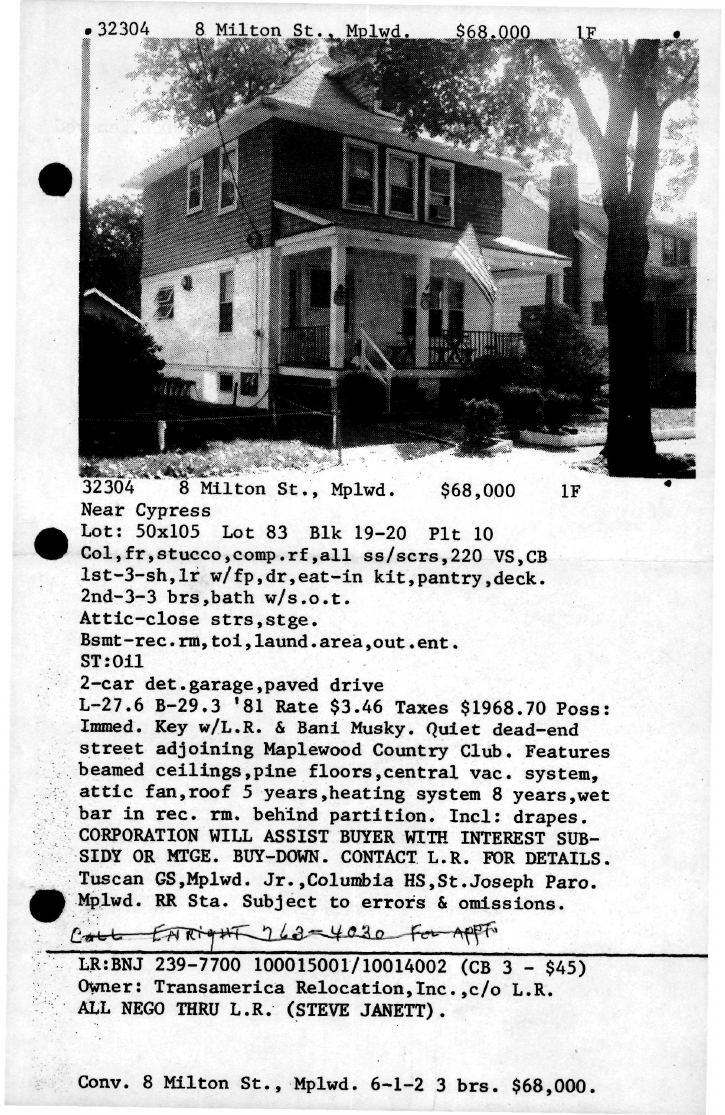 32304 8 Milton St., Mplwd. $68,000 1F
32304 8 Milton St., Mplwd. $68,000 1F
Near Cypress
Lot: 50x105 Lot 83 Blk 19-20 Plt 10
Col,fr,stucco,comp.rf,all ss/scrs,220 VS,CB
1st-3-sh,lr w/fp,dr,eat-in kit,pantry,deck.
2nd-3-3 brs,bath w/s.o.t.
Attic-close strs,stge.
Bsmt-rec.rm,toi,laund.area,out.ent.
ST:Oil
2-car det.garage,paved drive
L-27.6 B-29.3 '81 Rate $3.46 Taxes $1968.70 Poss:
Immed. Key w/L.R. & Bani Musky. Quiet dead-end
street adjoining Maplewood Country Club. Features
beamed ceilings,pine floors,central vac. system,
attic fan,roof 5 years,heating system 8 years,wet
bar in rec. rm. behind partition. Incl: drapes.
CORPORATION WILL ASSIST BUYER WITH INTEREST SUB-
SIDY OR MTGE. BUY-DOWN. CONTACT L.R. FOR DETAILS.
Tuscan GS,Mplwd. Jr.,Columbia HS,St.Joseph Paro.
Mplwd. RR Sta. Subject to errors & omissions.
CALL ENRIGHT 762-4030 FOR APPT
LR:BNJ 239-7700 100015001/10014002 (CB 3 - $45)
Owner: Transamerica Relocation,Inc.,c/o L.R.
ALL NEGO THRU L.R. (STEVE JANETT).
Conv. 8 Milton St., Mplwd. 6-1-2 3 brs. $68,000.